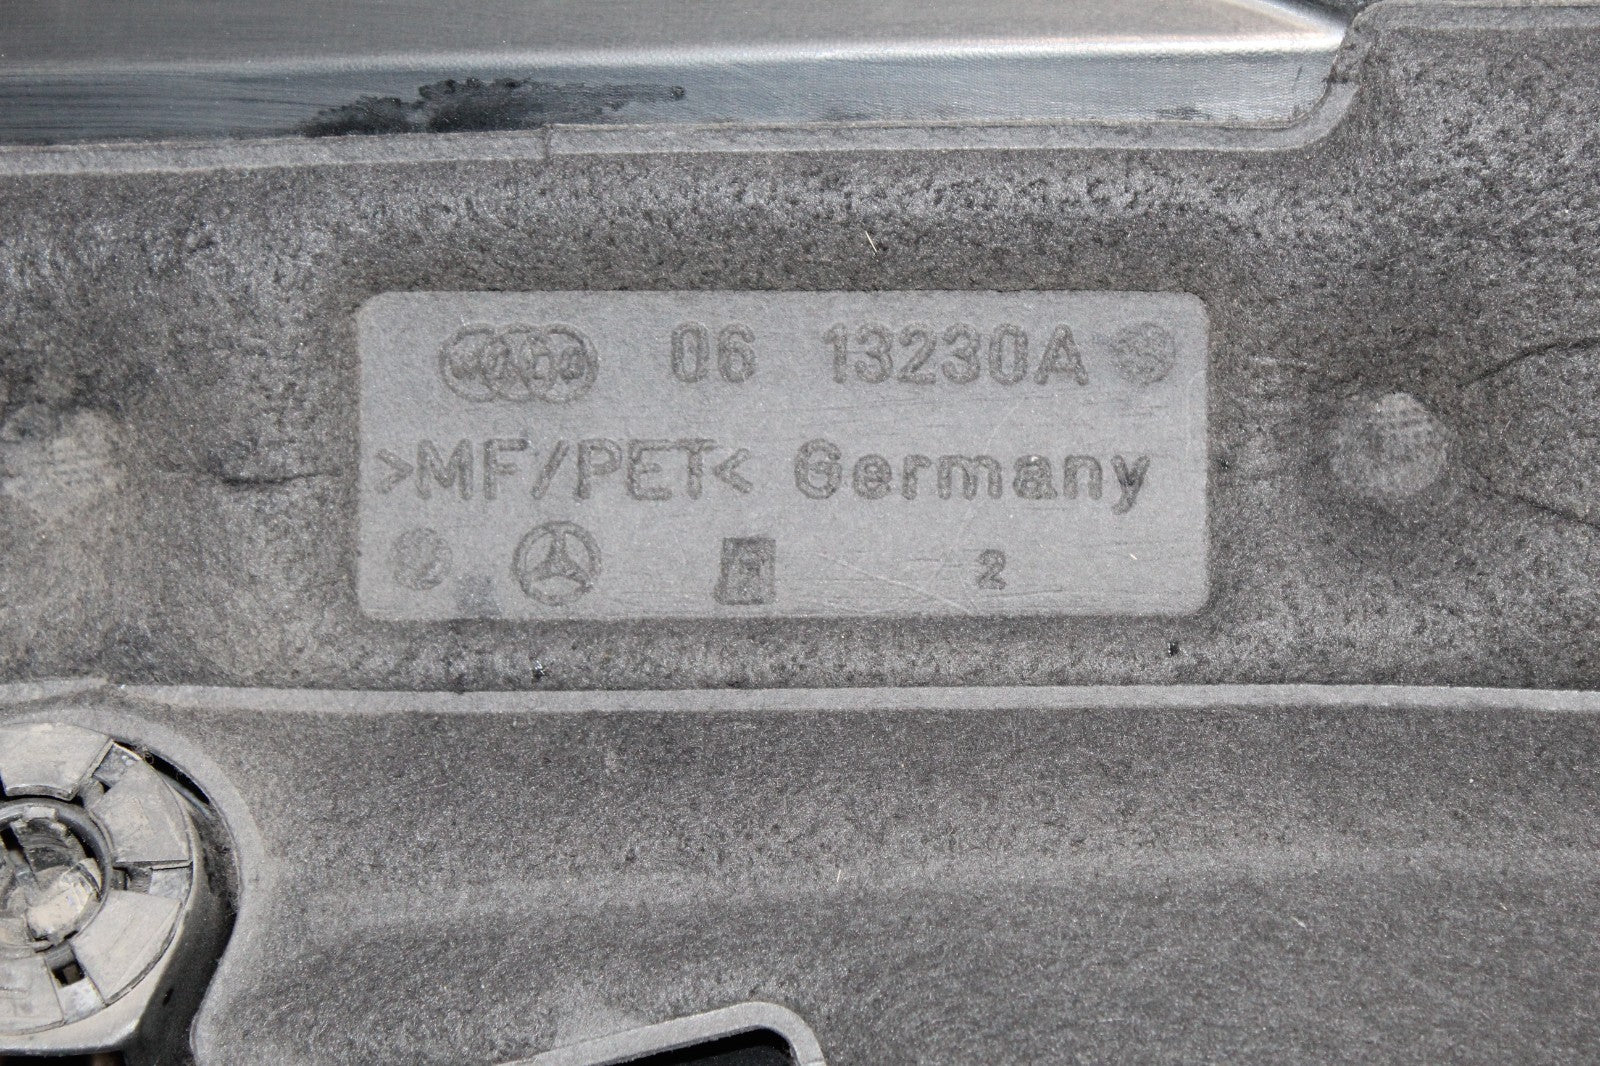 06 13230A
>MF/PET< Germany
2